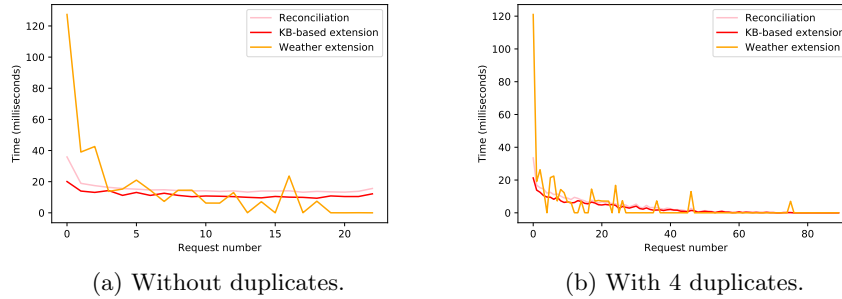 120
100
80
60
40
20
0
Time (milliseconds)
0
5
10
15
20
Request number
Reconciliation
KB-based extension
Weather extension
(a) Without duplicates.
120
100
80
60
40
20
0
Time (milliseconds)
0
20
40
60
80
Request number
Reconciliation
KB-based extension
Weather extension
(b) With 4 duplicates.